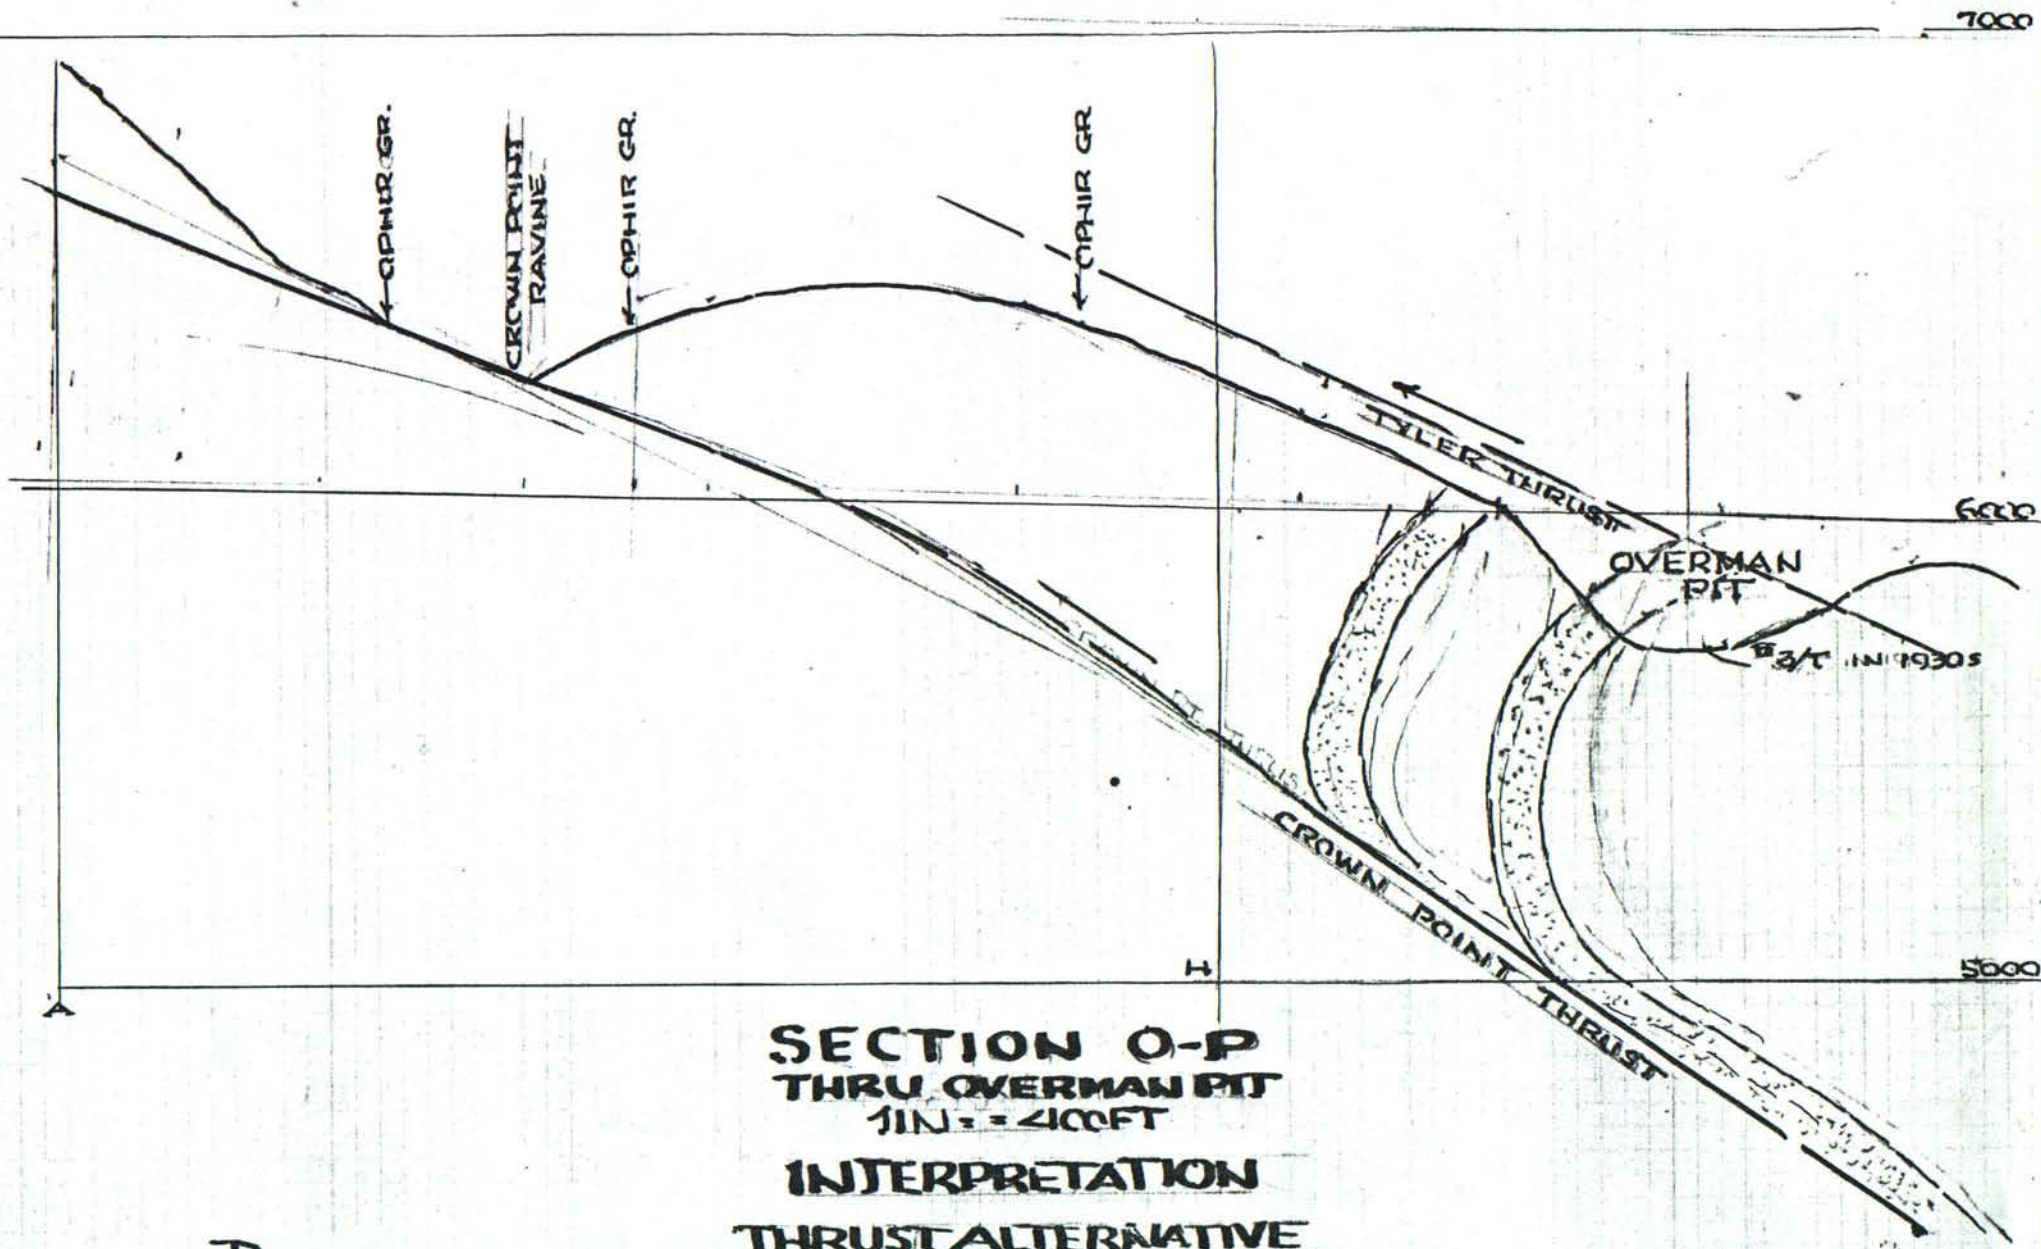 7000
OPHIR GR.
CROWN POINT
RAVINE
OPHIR GR.
OPHIR GR
TYLER THRUST
6000
OVERMAN
PIT
$3/T IN 1930s
CROWN POINT THRUST
H
5000
A
SECTION O-P
THRU OVERMAN PIT
1IN = 400FT
INTERPRETATION
THRUST ALTERNATIVE